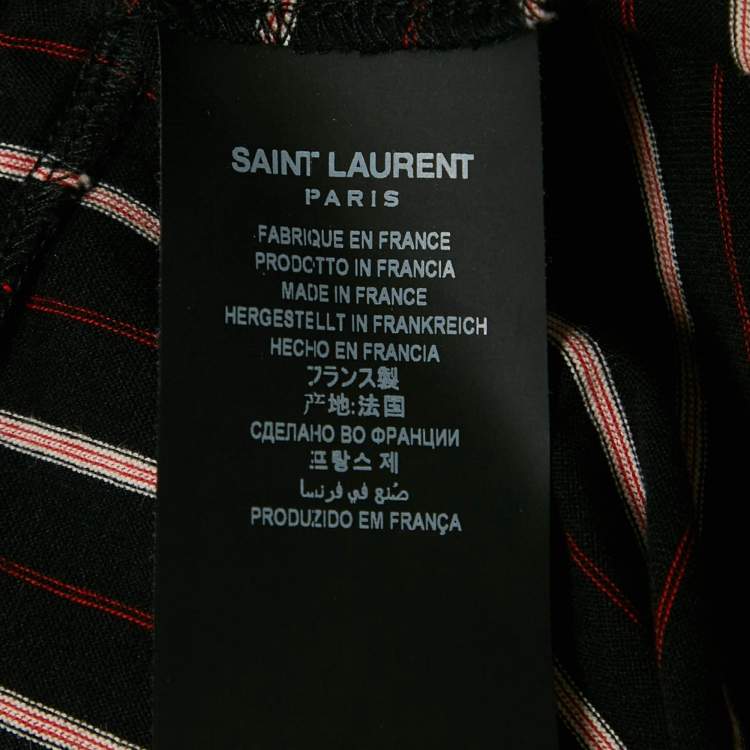 SAINT LAURENT
PARIS
FABRIQUE EN FRANCE
PRODOTTO IN FRANCIA
MADE IN FRANCE
HERGESTELLT IN FRANKREICH
HECHO EN FRANCIA
フランス製
产地:法国
СДЕЛАНО ВО ФРАНЦИИ
프랑스 제
صنع في فرنسا
PRODUZIDO EM FRANÇA